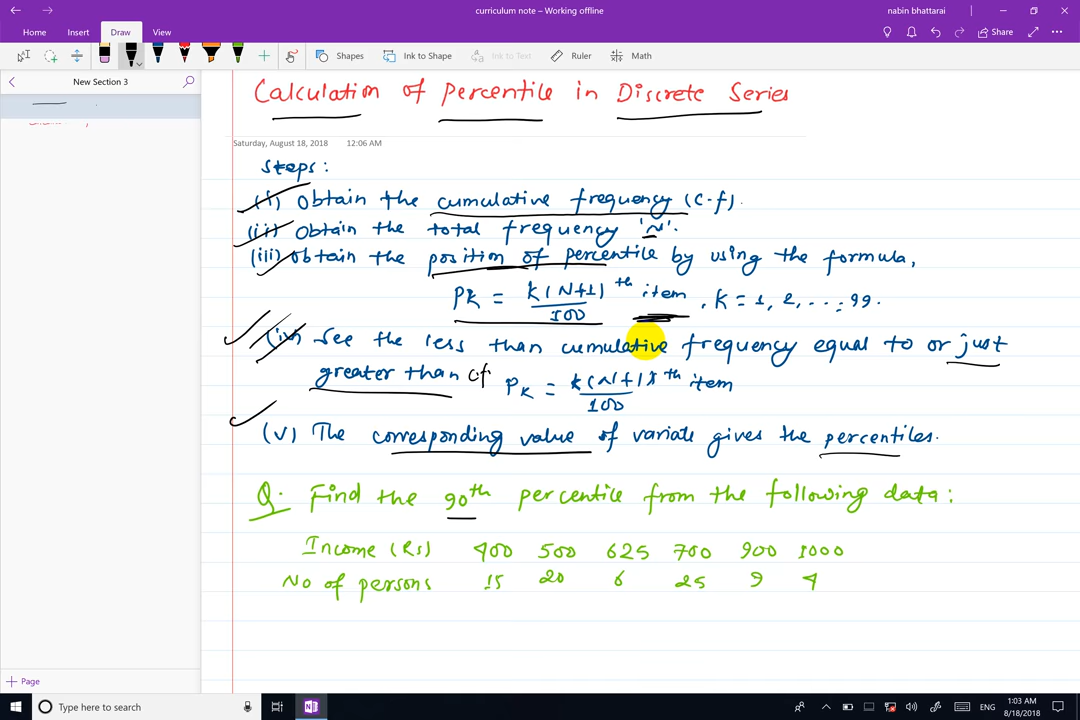 curriculum note – Working offline
nabin bhattarai
Home Insert Draw View
Share
Shapes Ink to Shape Ink to Text Ruler Math
New Section 3
Calculation of Percentile in Discrete Series
Saturday, August 18, 2018 12:06 AM
Steps:
(i) Obtain the cumulative frequency (c.f).
(ii) Obtain the total frequency 'N'.
(iii) Obtain the position of percentile by using the formula,
PK = k(N+1)/100 th item, K = 1, 2, ...., 99.
(iv) See the less than cumulative frequency equal to or just
greater than of PK = k(N+1)/100 th item
(v) The corresponding value of variate gives the percentiles.
Q. Find the 90th percentile from the following data:
Income (Rs) 400 500 625 700 900 1000
No of persons 15 20 6 25 9 4
Page
Type here to search
ENG
1:03 AM
8/18/2018